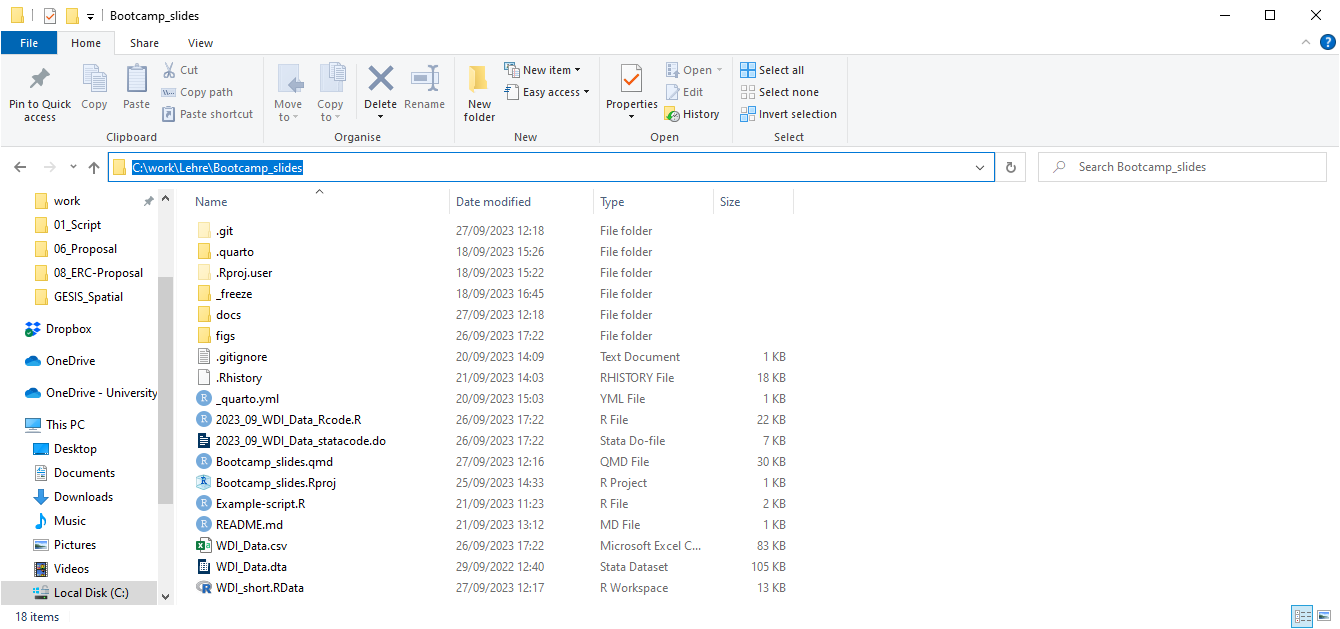 Bootcamp_slides
File Home Share View
Pin to Quick access
Copy
Paste
Cut
Copy path
Paste shortcut
Clipboard
Move to
Copy to
Delete
Rename
Organise
New folder
New item
Easy access
New
Properties
Open
Edit
History
Open
Select all
Select none
Invert selection
Select
C:\work\Lehre\Bootcamp_slides
Search Bootcamp_slides
work
01_Script
06_Proposal
08_ERC-Proposal
GESIS_Spatial
Dropbox
OneDrive
OneDrive - University
This PC
Desktop
Documents
Downloads
Music
Pictures
Videos
Local Disk (C:)
Name Date modified Type Size
.git 27/09/2023 12:18 File folder
.quarto 18/09/2023 15:26 File folder
.Rproj.user 18/09/2023 15:22 File folder
_freeze 18/09/2023 16:45 File folder
docs 27/09/2023 12:18 File folder
figs 26/09/2023 17:22 File folder
.gitignore 20/09/2023 14:09 Text Document 1 KB
.Rhistory 21/09/2023 14:03 RHISTORY File 18 KB
_quarto.yml 20/09/2023 15:03 YML File 1 KB
2023_09_WDI_Data_Rcode.R 26/09/2023 17:22 R File 22 KB
2023_09_WDI_Data_statacode.do 26/09/2023 17:22 Stata Do-file 7 KB
Bootcamp_slides.qmd 27/09/2023 12:16 QMD File 30 KB
Bootcamp_slides.Rproj 25/09/2023 14:33 R Project 1 KB
Example-script.R 21/09/2023 11:23 R File 2 KB
README.md 21/09/2023 13:12 MD File 1 KB
WDI_Data.csv 26/09/2023 17:22 Microsoft Excel C... 83 KB
WDI_Data.dta 29/09/2022 12:40 Stata Dataset 105 KB
WDI_short.RData 27/09/2023 12:17 R Workspace 13 KB
18 items